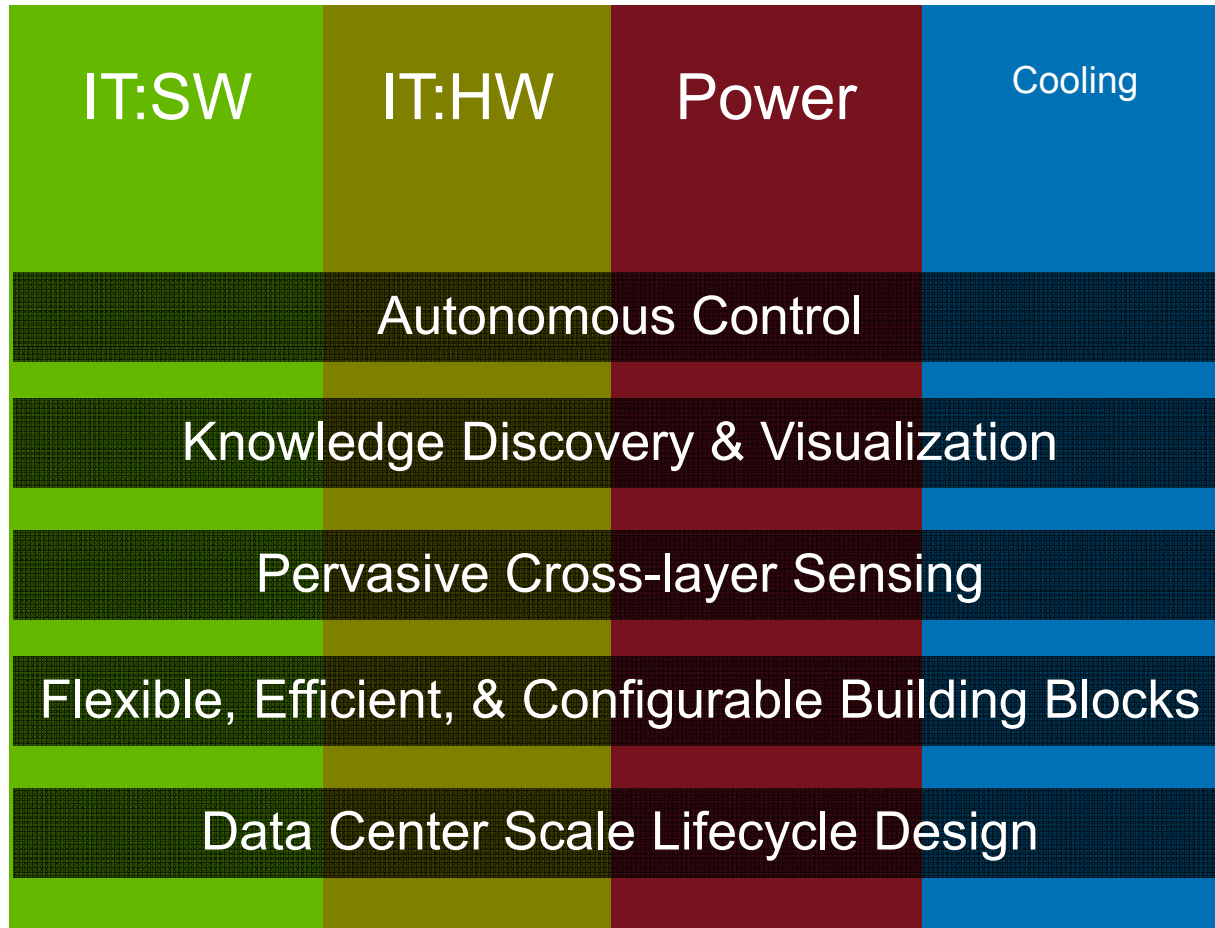 IT:SW IT:HW Power Cooling
Autonomous Control
Knowledge Discovery & Visualization
Pervasive Cross-layer Sensing
Flexible, Efficient, & Configurable Building Blocks
Data Center Scale Lifecycle Design